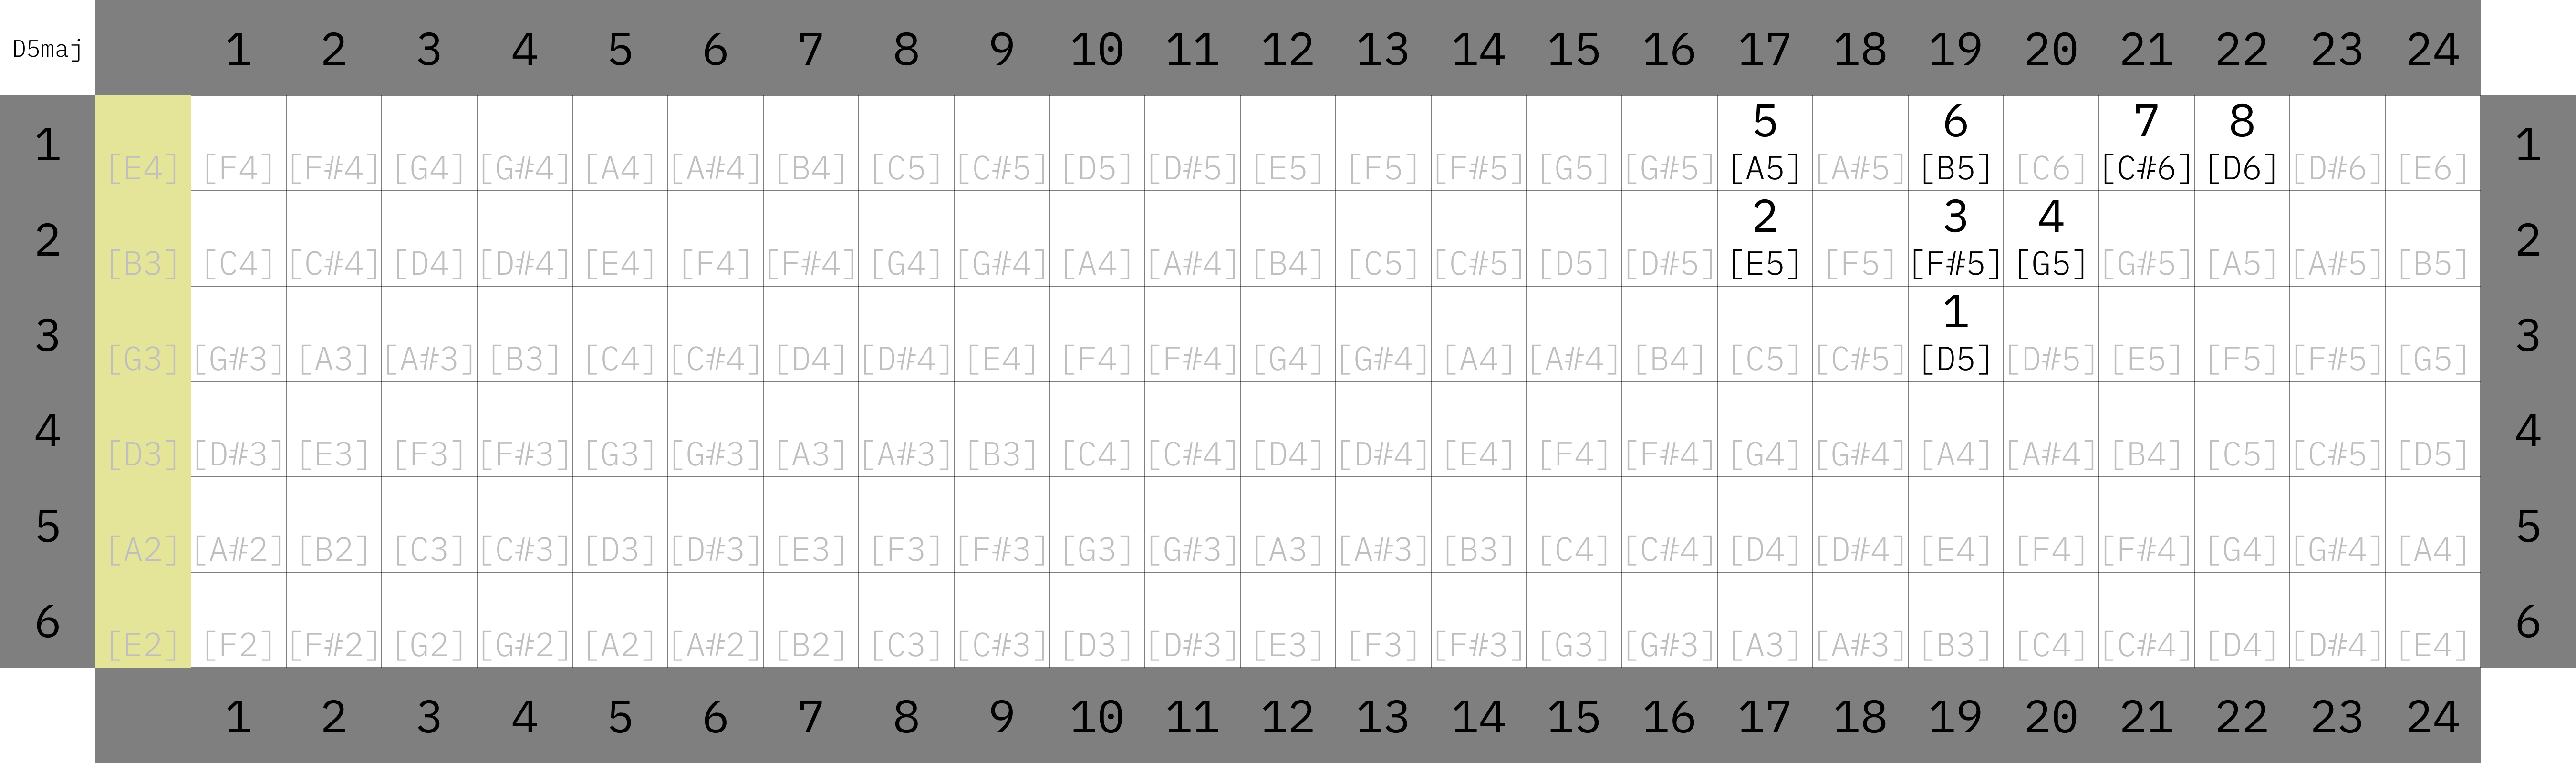 D5maj 1 2 3 4 5 6 7 8 9 10 11 12 13 14 15 16 17 18 19 20 21 22 23 24
5 6 7 8
1 [E4] [F4] [F#4] [G4] [G#4] [A4] [A#4] [B4] [C5] [C#5] [D5] [D#5] [E5] [F5] [F#5] [G5] [G#5] [A5] [A#5] [B5] [C6] [C#6] [D6] [D#6] [E6] 1
2 3 4
2 [B3] [C4] [C#4] [D4] [D#4] [E4] [F4] [F#4] [G4] [G#4] [A4] [A#4] [B4] [C5] [C#5] [D5] [D#5] [E5] [F5] [F#5] [G5] [G#5] [A5] [A#5] [B5] 2
1
3 [G3] [G#3] [A3] [A#3] [B3] [C4] [C#4] [D4] [D#4] [E4] [F4] [F#4] [G4] [G#4] [A4] [A#4] [B4] [C5] [C#5] [D5] [D#5] [E5] [F5] [F#5] [G5] 3
4 [D3] [D#3] [E3] [F3] [F#3] [G3] [G#3] [A3] [A#3] [B3] [C4] [C#4] [D4] [D#4] [E4] [F4] [F#4] [G4] [G#4] [A4] [A#4] [B4] [C5] [C#5] [D5] 4
5 [A2] [A#2] [B2] [C3] [C#3] [D3] [D#3] [E3] [F3] [F#3] [G3] [G#3] [A3] [A#3] [B3] [C4] [C#4] [D4] [D#4] [E4] [F4] [F#4] [G4] [G#4] [A4] 5
6 [E2] [F2] [F#2] [G2] [G#2] [A2] [A#2] [B2] [C3] [C#3] [D3] [D#3] [E3] [F3] [F#3] [G3] [G#3] [A3] [A#3] [B3] [C4] [C#4] [D4] [D#4] [E4] 6
1 2 3 4 5 6 7 8 9 10 11 12 13 14 15 16 17 18 19 20 21 22 23 24